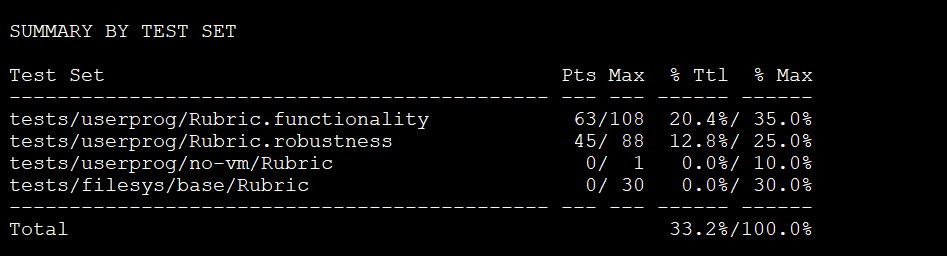 SUMMARY BY TEST SET
Test Set                                      Pts Max  % Ttl  % Max
--------------------------------------------- --- --- ------ ------
tests/userprog/Rubric.functionality            63/108  20.4%/ 35.0%
tests/userprog/Rubric.robustness               45/ 88  12.8%/ 25.0%
tests/userprog/no-vm/Rubric                     0/  1   0.0%/ 10.0%
tests/filesys/base/Rubric                       0/ 30   0.0%/ 30.0%
--------------------------------------------- --- --- ------ ------
Total                                                  33.2%/100.0%